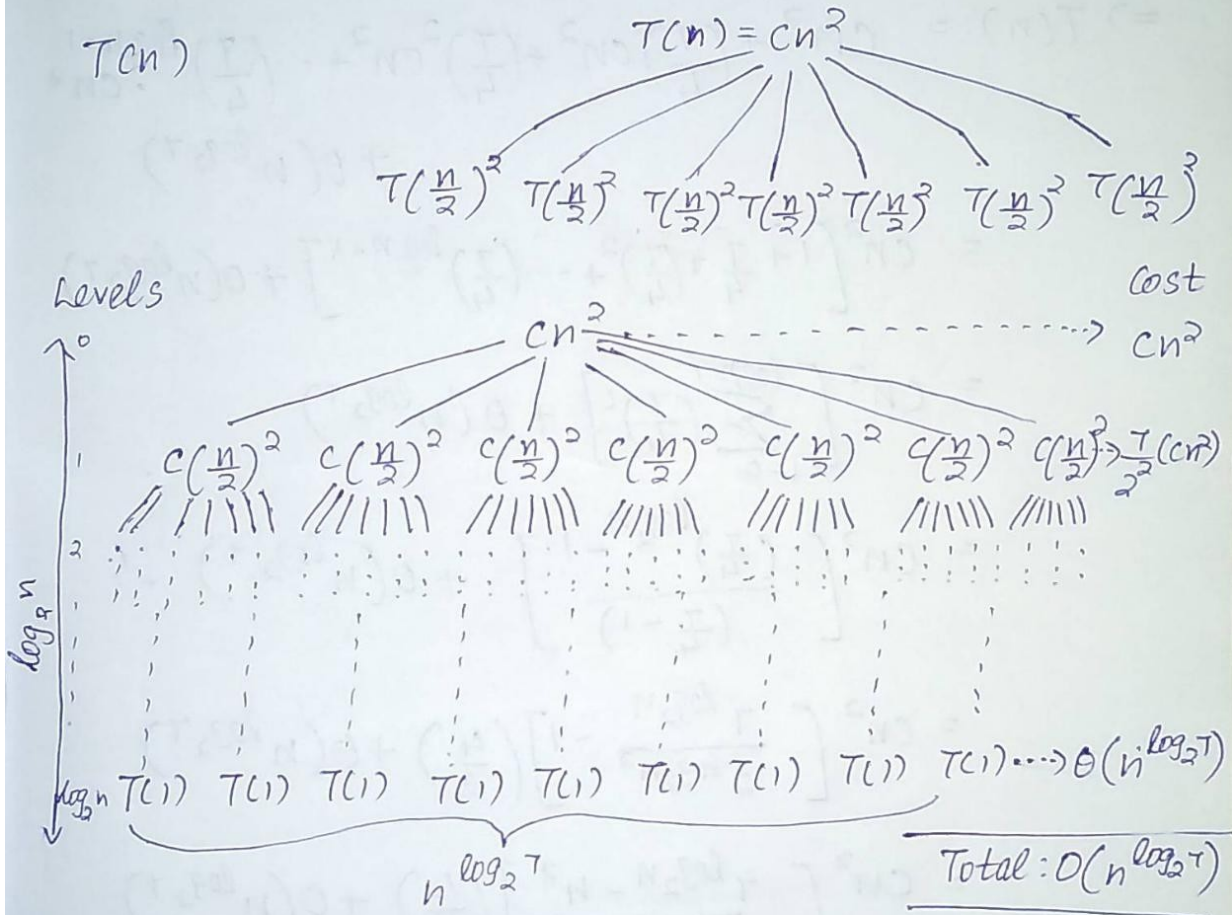 T(n)
T(n) = Cn²
T(n/2)² T(n/2)² T(n/2)² T(n/2)² T(n/2)² T(n/2)² T(n/2)²
Levels
Cost
0 Cn² - - - - - -> Cn²
1 C(n/2)² C(n/2)² C(n/2)² C(n/2)² C(n/2)² C(n/2)² C(n/2)² -> 7/2² (Cn²)
2
log₂ n
log₂ n T(1) T(1) T(1) T(1) T(1) T(1) T(1) T(1) T(1) ----> θ(n^log₂7)
n^log₂7
Total: O(n^log₂7)